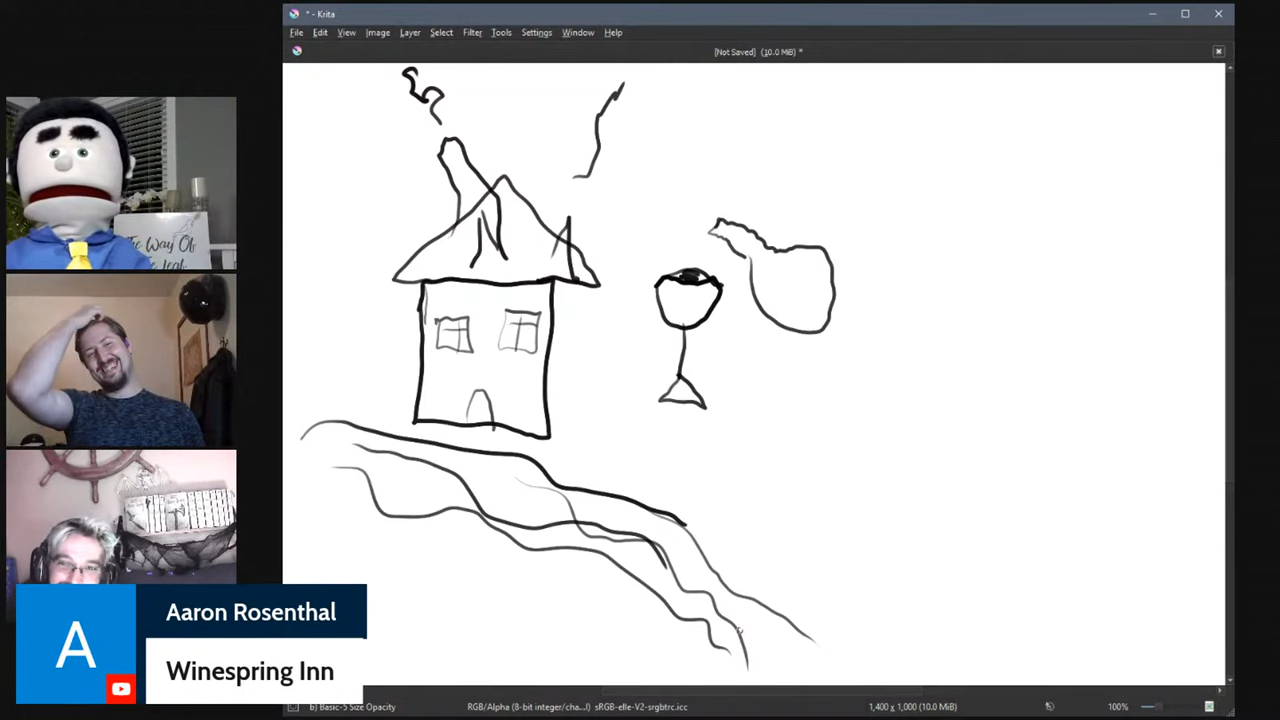 * - Krita
File Edit View Image Layer Select Filter Tools Settings Window Help
[Not Saved] (10.0 MiB) *
The Way Of
The Leaf
A
Aaron Rosenthal
Winespring Inn
b) Basic-5 Size Opacity RGB/Alpha (8-bit integer/cha...l) sRGB-elle-V2-srgbtrc.icc 1,400 x 1,000 (10.0 MiB) 100%